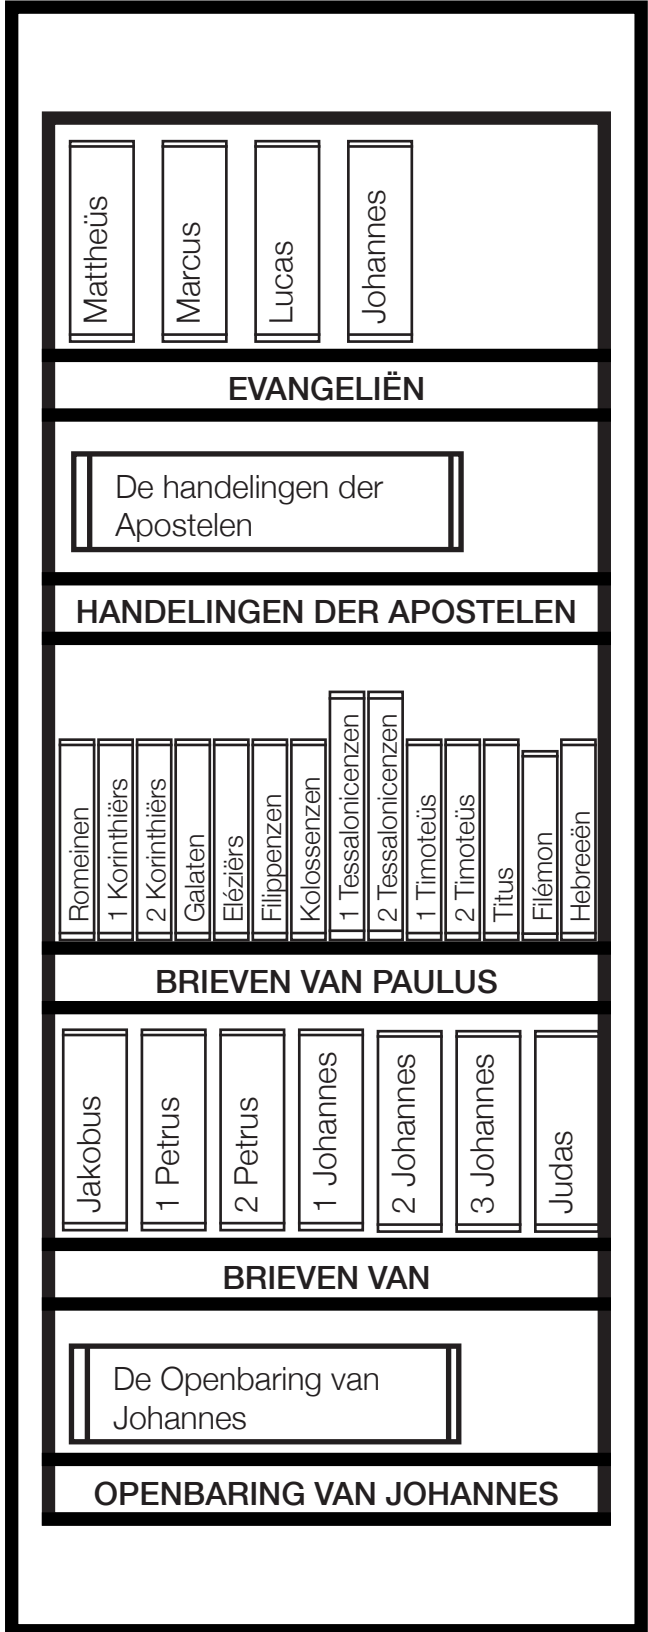 Mattheüs
Marcus
Lucas
Johannes
EVANGELIËN
De handelingen der
Apostelen
HANDELINGEN DER APOSTELEN
Romeinen
1 Korinthiërs
2 Korinthiërs
Galaten
Eléziërs
Filippenzen
Kolossenzen
1 Tessalonicenzen
2 Tessalonicenzen
1 Timoteüs
2 Timoteüs
Titus
Filémon
Hebreeën
BRIEVEN VAN PAULUS
Jakobus
1 Petrus
2 Petrus
1 Johannes
2 Johannes
3 Johannes
Judas
BRIEVEN VAN
De Openbaring van
Johannes
OPENBARING VAN JOHANNES